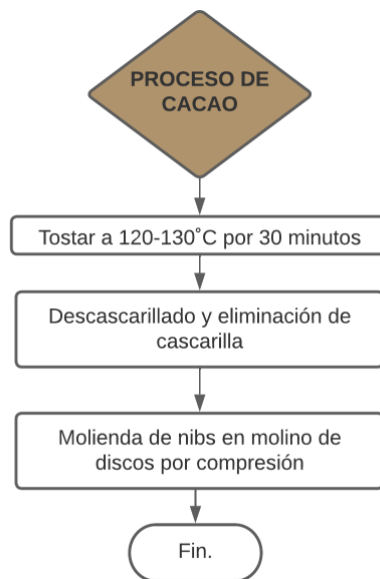 PROCESO DE
CACAO
Tostar a 120-130˚C por 30 minutos
Descascarillado y eliminación de
cascarilla
Molienda de nibs en molino de
discos por compresión
Fin.